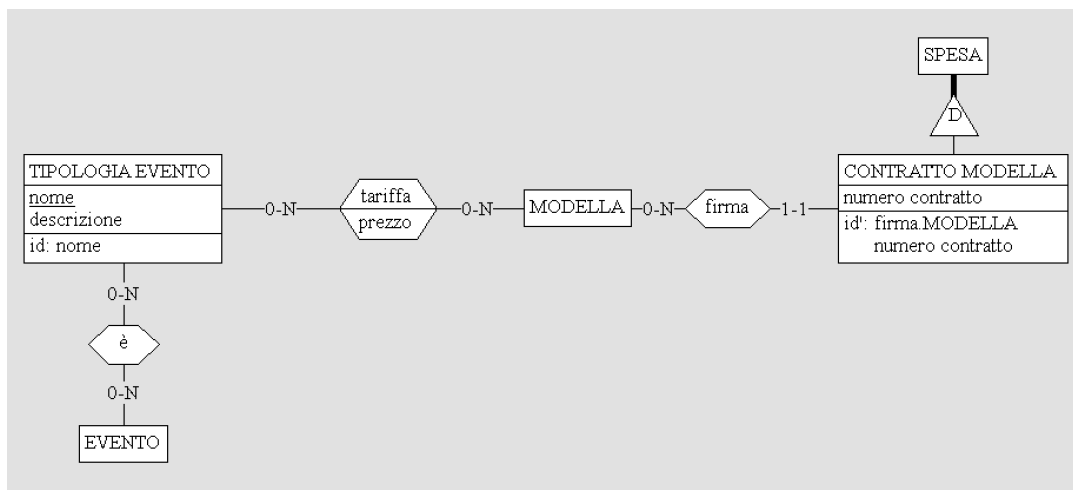 SPESA
D
TIPOLOGIA EVENTO
nome
descrizione
id: nome
0-N
tariffa
prezzo
0-N
MODELLA
0-N
firma
1-1
CONTRATTO MODELLA
numero contratto
id': firma.MODELLA
numero contratto
0-N
è
0-N
EVENTO